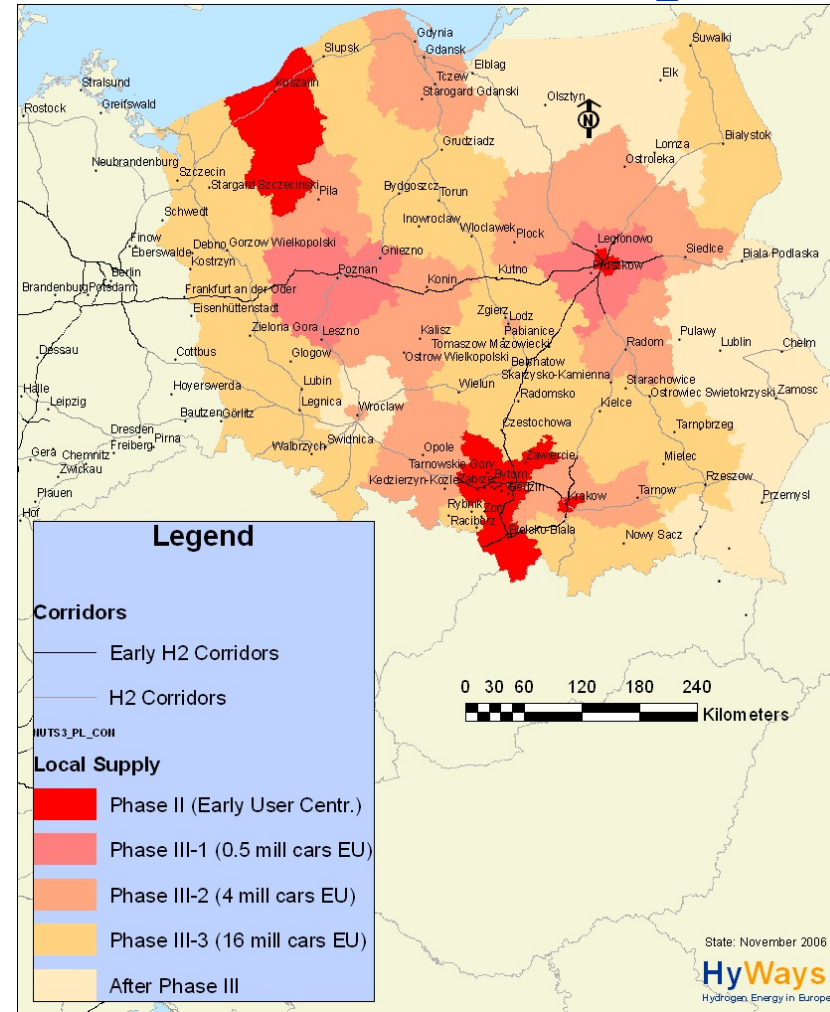 Gdynia
Suwalki
Slupsk
Gdansk
Elblag
Elk
Koszalin
Tczew
Stralsund
Starogard Gdanski
Olsztyn
Rostock
Greifswald
N
Grudziadz
Bialystok
Lomza
Neubrandenburg
Ostroleka
Szczecin
Stargard Szczecinski
Pila
Bydgoszcz
Torun
Schwedt
Inowroclaw
Wloclawek
Plock
Legionowo
Finow
Debno
Gorzow Wielkopolski
Gniezno
Siedlce
Eberswalde
Kostrzyn
Biala Podlaska
Berlin
Poznan
Kutno
Pruszkow
Brandenburg
Potsdam
Frankfurt an der Oder
Konin
Eisenhüttenstadt
Zgierz
Lodz
Zielona Gora
Leszno
Kalisz
Pabianice
Pulawy
Dessau
Tomaszow Mazowiecki
Radom
Lublin
Chelm
Cottbus
Glogow
Ostrow Wielkopolski
Belchatow
Halle
Hoyerswerda
Lubin
Wielun
Skarzysko-Kamienna
Starachowice
Zamosc
Leipzig
Legnica
Wroclaw
Radomsko
Ostrowiec Swietokrzyski
Bautzen
Görlitz
Kielce
Dresden
Pirna
Swidnica
Czestochowa
Tarnobrzeg
Gera
Chemnitz
Freiberg
Walbrzych
Opole
Zawiercie
Mielec
Zwickau
Tarnowskie Gory
Bytom
Rzeszow
Kedzierzyn-Kozle
Zabrze
Bedzin
Krakow
Tarnow
Przemysl
Plauen
Rybnik
Zory
Hof
Raciborz
Bielsko-Biala
Nowy Sacz
Legend
Corridors
Early H2 Corridors
H2 Corridors
NUTS3_PL_CON
Local Supply
Phase II (Early User Centr.)
Phase III-1 (0.5 mill cars EU)
Phase III-2 (4 mill cars EU)
Phase III-3 (16 mill cars EU)
After Phase III
0 30 60 120 180 240
Kilometers
State: November 2006
HyWays
Hydrogen Energy in Europe